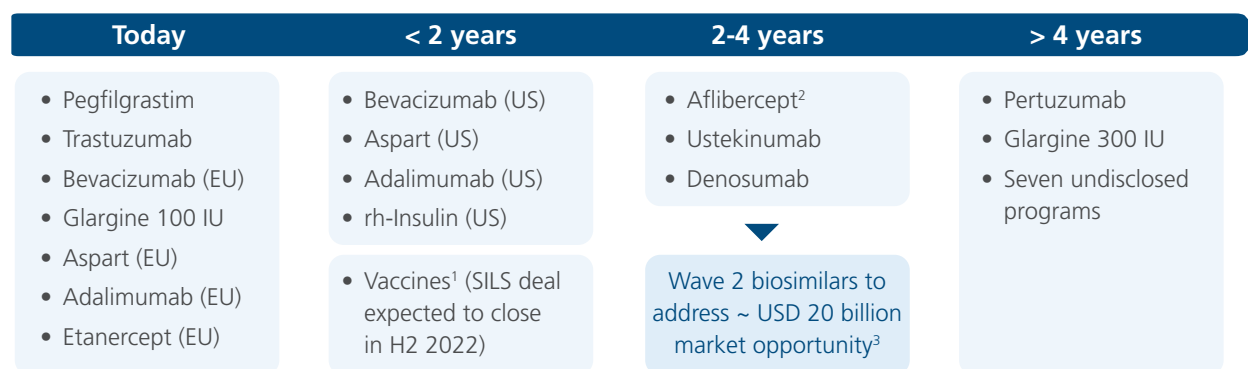 Today
• Pegfilgrastim
• Trastuzumab
• Bevacizumab (EU)
• Glargine 100 IU
• Aspart (EU)
• Adalimumab (EU)
• Etanercept (EU)
< 2 years
• Bevacizumab (US)
• Aspart (US)
• Adalimumab (US)
• rh-Insulin (US)
• Vaccines¹ (SILS deal
expected to close
in H2 2022)
2-4 years
• Aflibercept²
• Ustekinumab
• Denosumab
Wave 2 biosimilars to
address ~ USD 20 billion
market opportunity³
> 4 years
• Pertuzumab
• Glargine 300 IU
• Seven undisclosed
programs